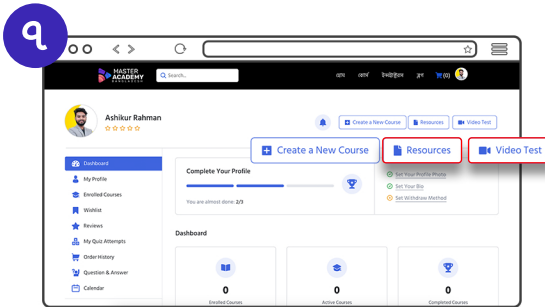 ৭
MASTER
ACADEMY
BANGLADESH
Search...
হোম
কোর্স
ইনস্ট্রাক্টরস
ব্লগ
(0)
Ashikur Rahman
Create a New Course
Resources
Video Test
Create a New Course
Resources
Video Test
Dashboard
My Profile
Enrolled Courses
Wishlist
Reviews
My Quiz Attempts
Order History
Question & Answer
Calendar
Complete Your Profile
You are almost done: 2/3
Set Your Profile Photo
Set Your Bio
Set Withdraw Method
Dashboard
0
Enrolled Courses
0
Active Courses
0
Completed Courses